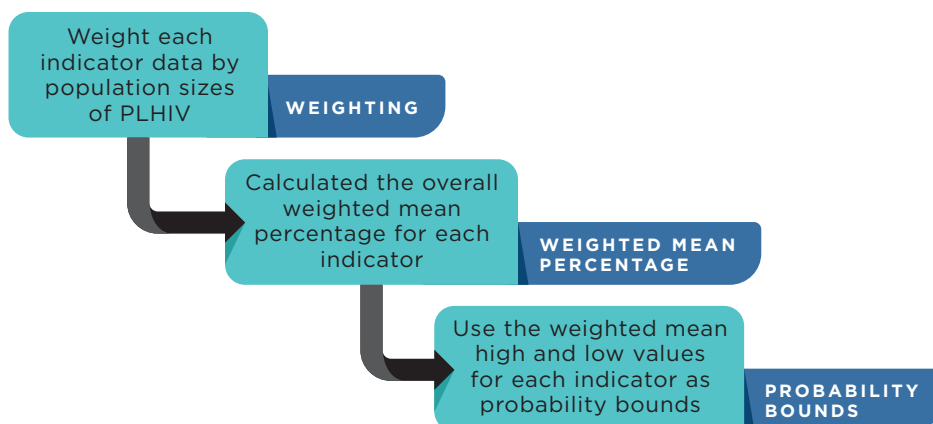 Weight each
indicator data by
population sizes
of PLHIV
WEIGHTING
Calculated the overall
weighted mean
percentage for each
indicator
WEIGHTED MEAN
PERCENTAGE
Use the weighted mean
high and low values
for each indicator as
probability bounds
PROBABILITY
BOUNDS